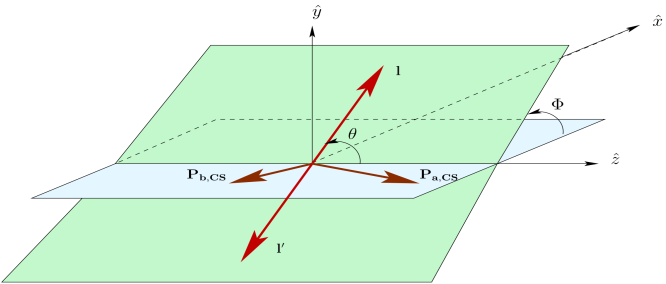 ŷ
x̂
l
Φ
θ
ẑ
P_b,CS
P_a,CS
l′